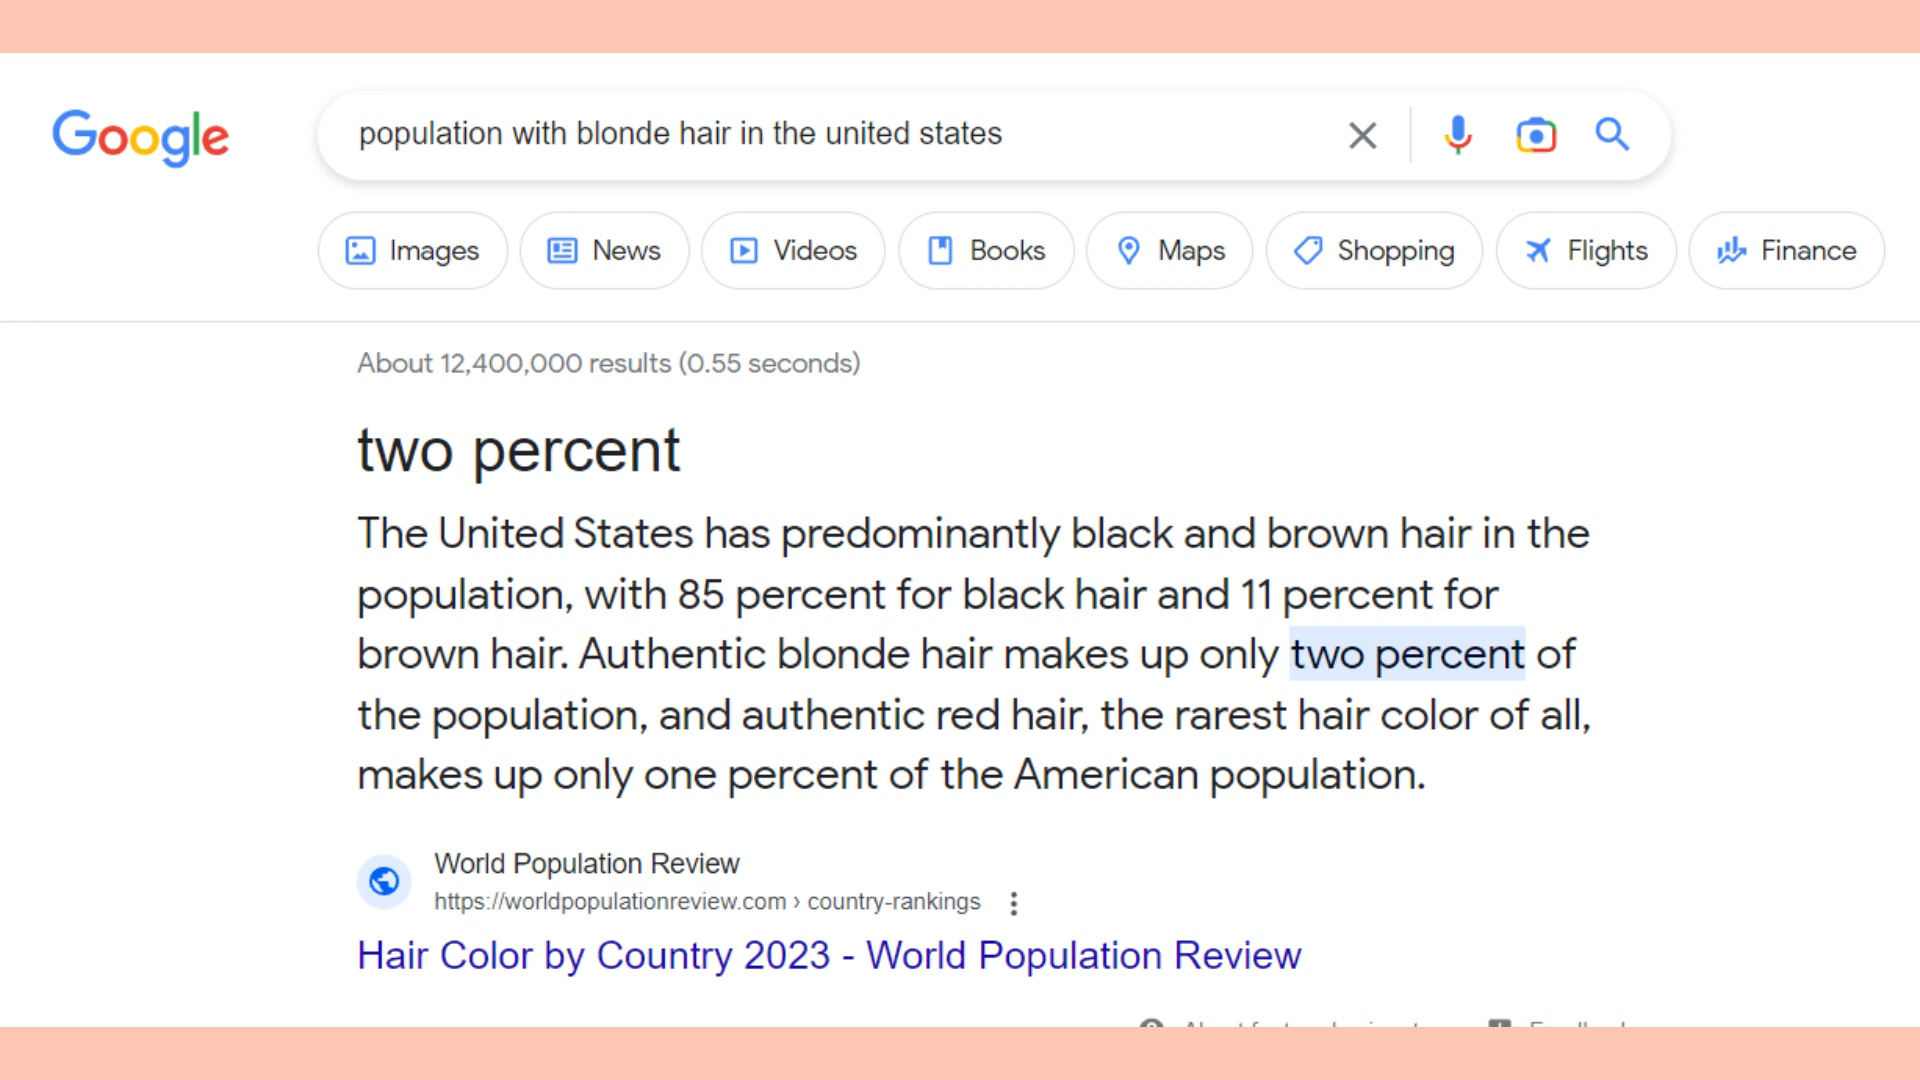 Google
population with blonde hair in the united states
Images
News
Videos
Books
Maps
Shopping
Flights
Finance
About 12,400,000 results (0.55 seconds)
two percent
The United States has predominantly black and brown hair in the
population, with 85 percent for black hair and 11 percent for
brown hair. Authentic blonde hair makes up only two percent of
the population, and authentic red hair, the rarest hair color of all,
makes up only one percent of the American population.
World Population Review
https://worldpopulationreview.com › country-rankings
Hair Color by Country 2023 - World Population Review